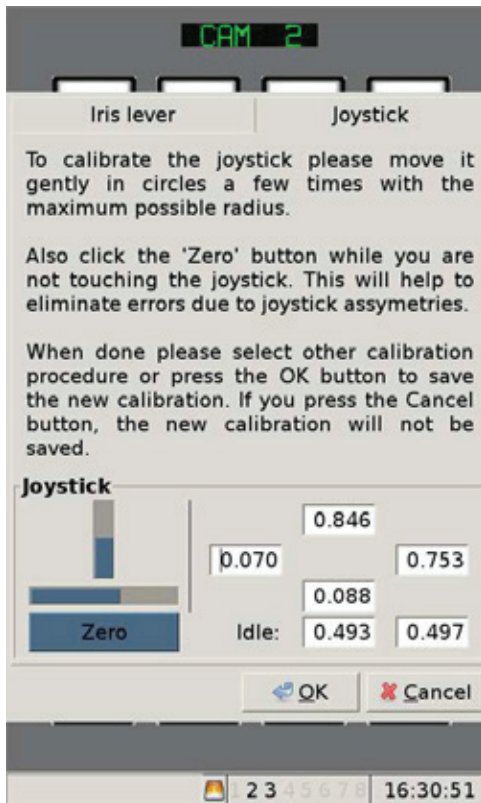 CAM 2
Iris lever Joystick
To calibrate the joystick please move it
gently in circles a few times with the
maximum possible radius.
Also click the 'Zero' button while you are
not touching the joystick. This will help to
eliminate errors due to joystick assymetries.
When done please select other calibration
procedure or press the OK button to save
the new calibration. If you press the Cancel
button, the new calibration will not be
saved.
Joystick
0.846
0.070 0.753
0.088
Zero Idle: 0.493 0.497
OK Cancel
1 2 3 4 5 6 7 8 16:30:51